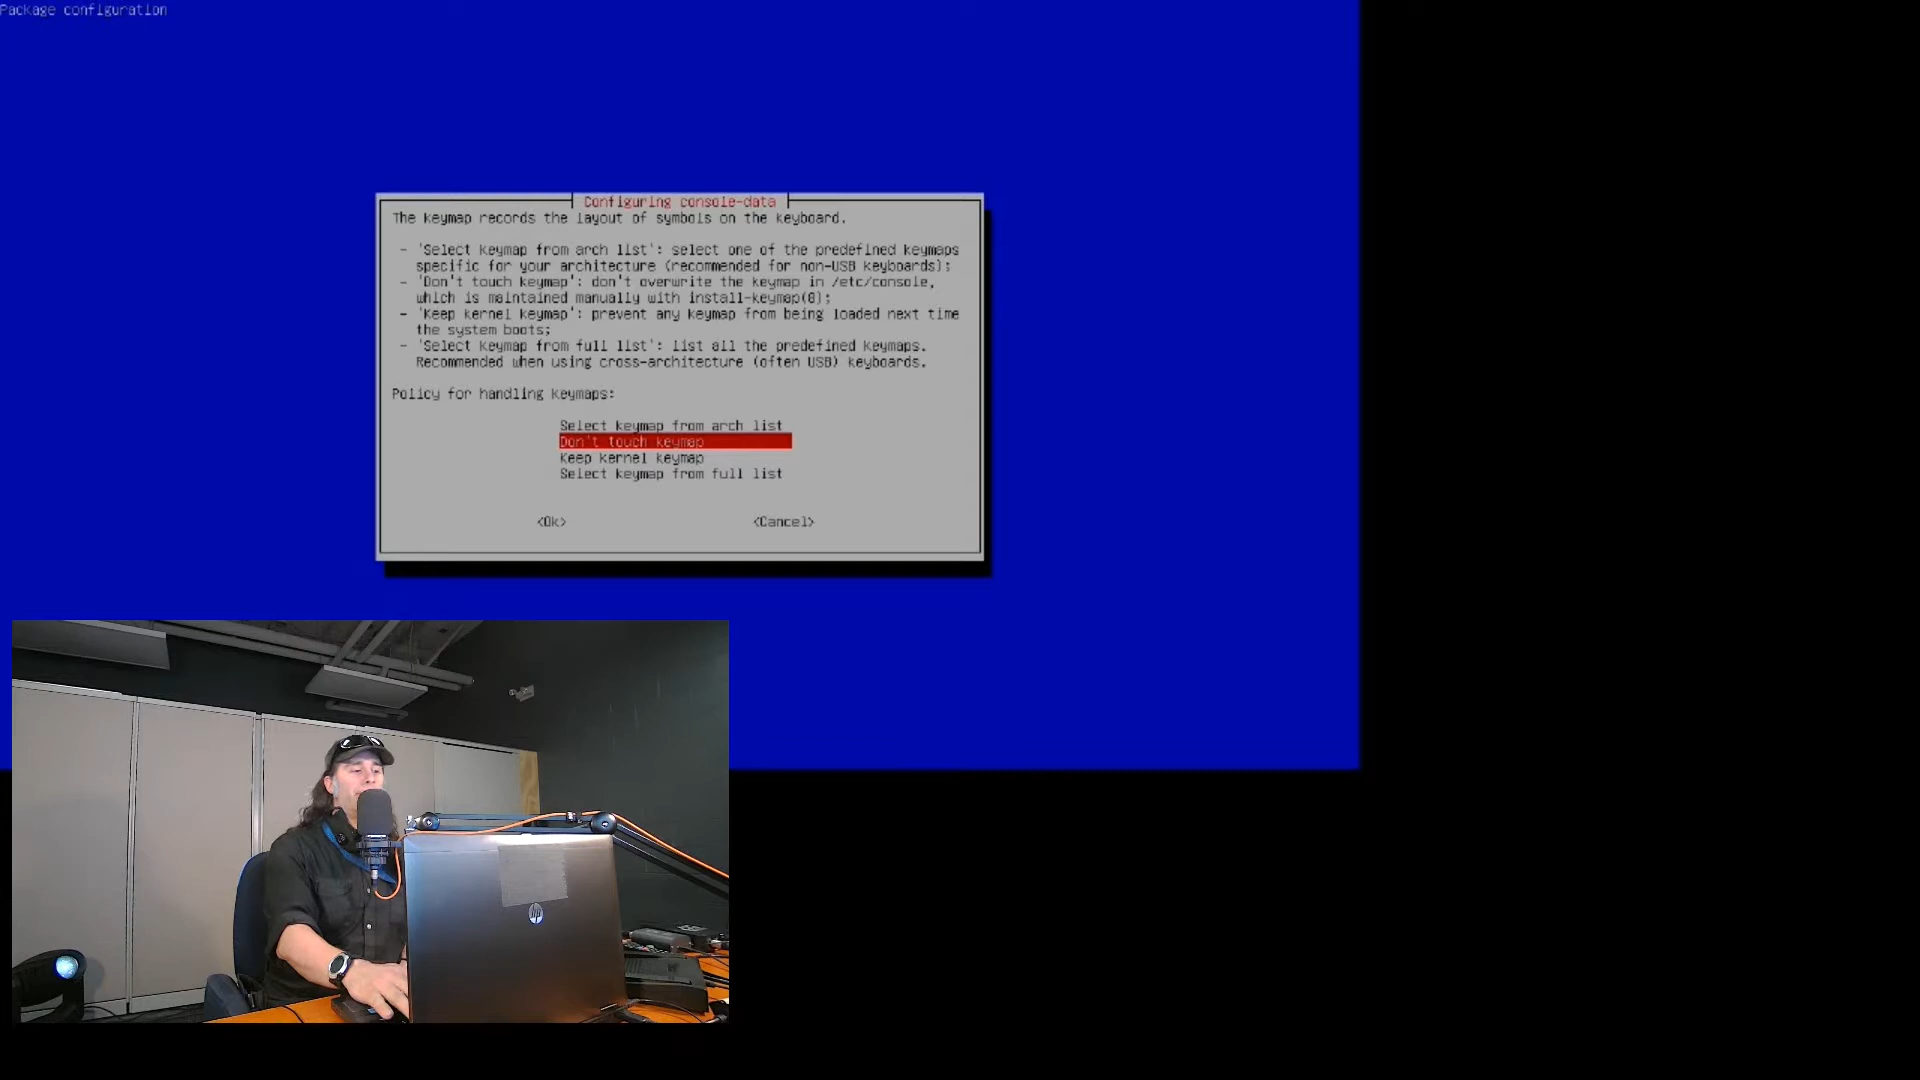 Package configuration
Configuring console-data
The keymap records the layout of symbols on the keyboard.
- 'Select keymap from arch list': select one of the predefined keymaps
specific for your architecture (recommended for non-USB keyboards);
- 'Don't touch keymap': don't overwrite the keymap in /etc/console,
which is maintained manually with install-keymap(8);
- 'Keep kernel keymap': prevent any keymap from being loaded next time
the system boots;
- 'Select keymap from full list': list all the predefined keymaps.
Recommended when using cross-architecture (often USB) keyboards.
Policy for handling keymaps:
Select keymap from arch list
Don't touch keymap
Keep kernel keymap
Select keymap from full list
<Ok> <Cancel>
hp